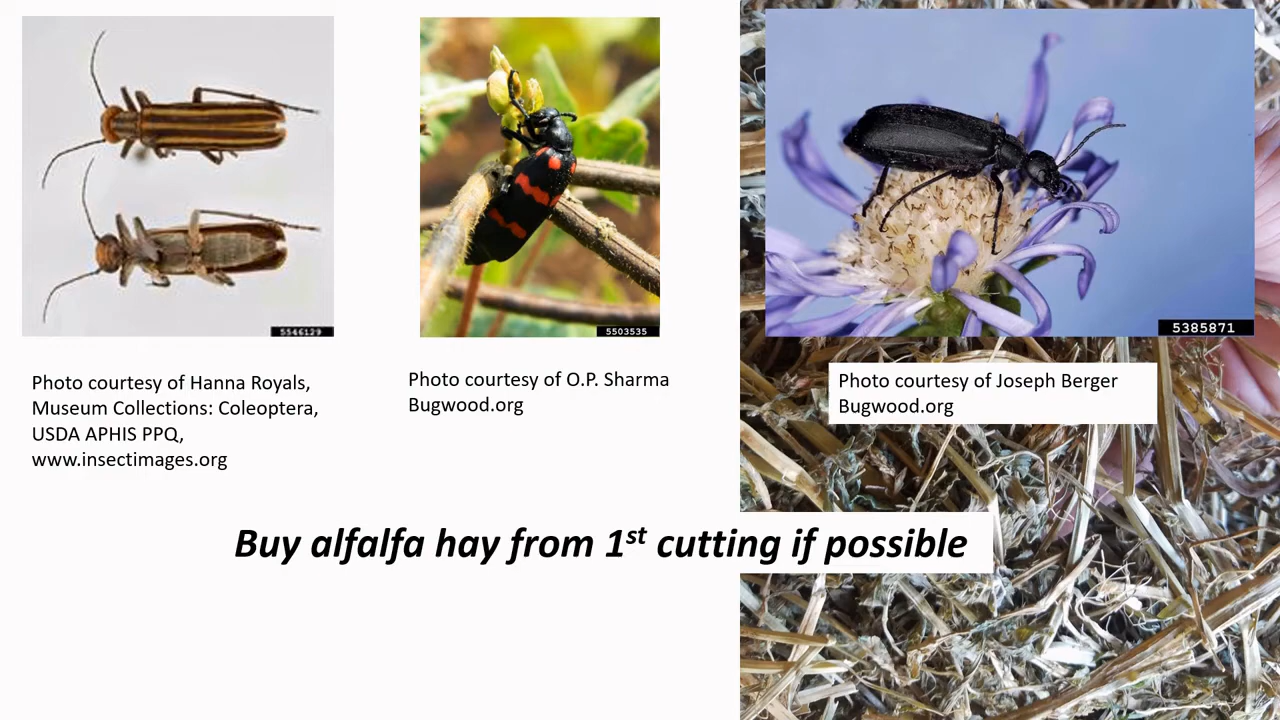 5546129
5503535
5385871
Photo courtesy of Hanna Royals,
Museum Collections: Coleoptera,
USDA APHIS PPQ,
www.insectimages.org
Photo courtesy of O.P. Sharma
Bugwood.org
Photo courtesy of Joseph Berger
Bugwood.org
Buy alfalfa hay from 1st cutting if possible